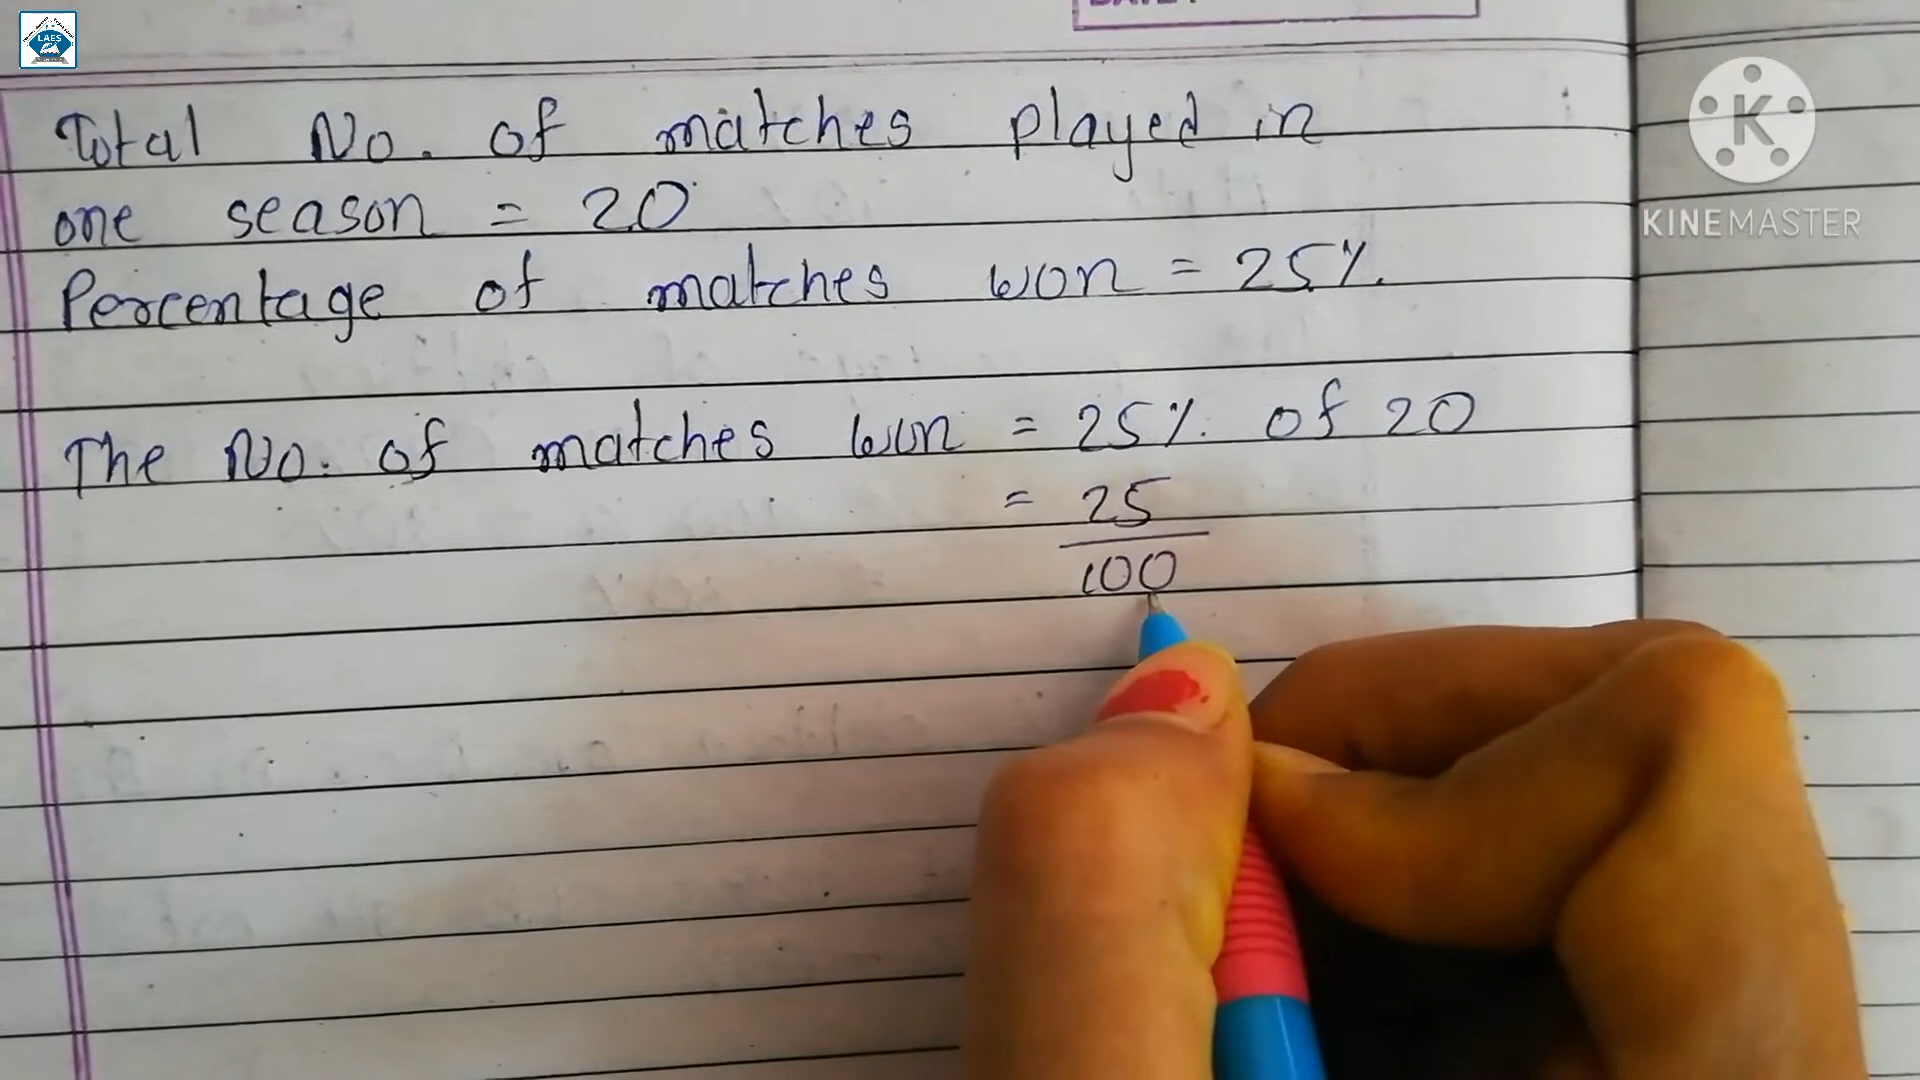 LAES
Total No. of matches played in
KINEMASTER
one season = 20
Percentage of matches won = 25%.
The No. of matches won = 25% of 20
= 25
100